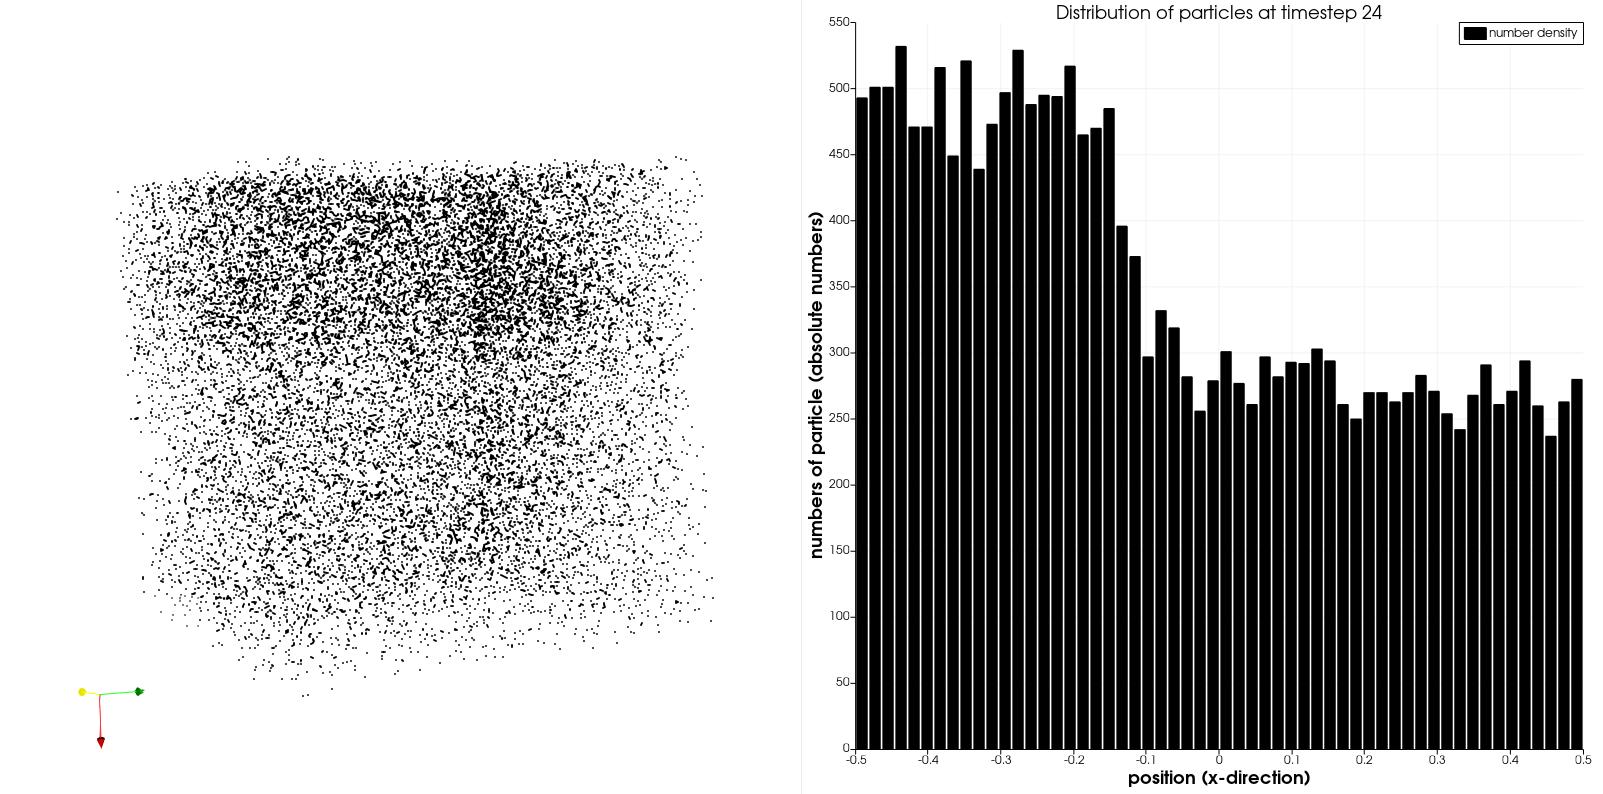 Distribution of particles at timestep 24
number density
550
500
450
400
350
300
250
200
150
100
50
0
numbers of particle (absolute numbers)
-0.5 -0.4 -0.3 -0.2 -0.1 0 0.1 0.2 0.3 0.4 0.5
position (x-direction)